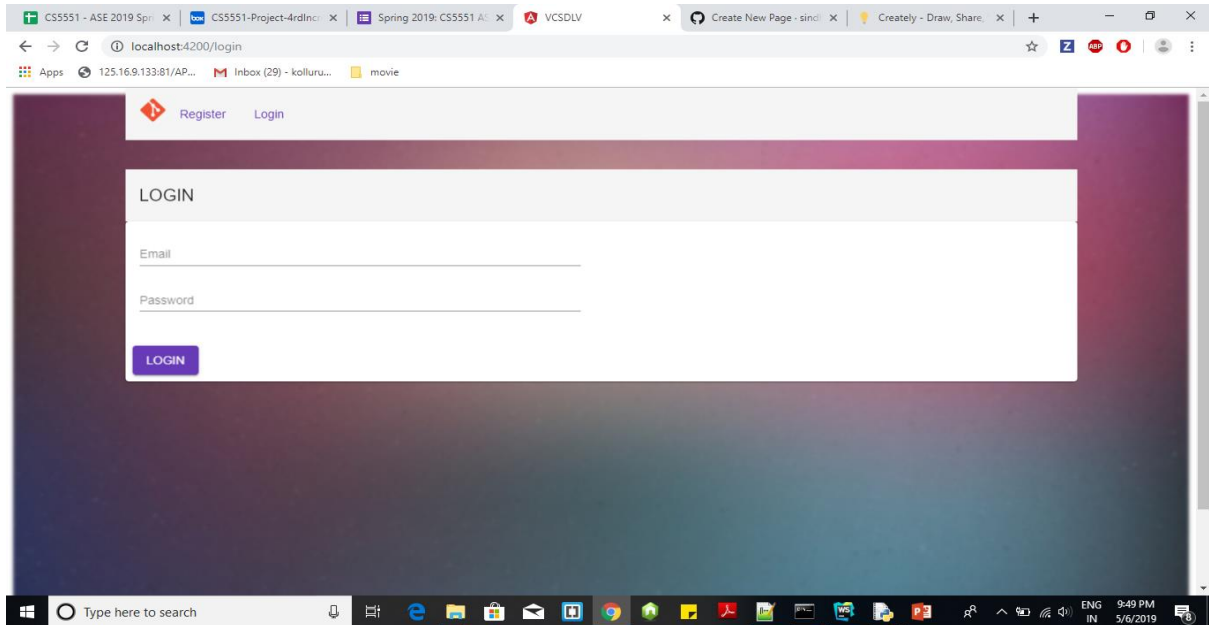 CS5551 - ASE 2019 Spri
CS5551-Project-4rdIncr
Spring 2019: CS5551 AS
VCSDLV
Create New Page · sind
Creately - Draw, Share,
localhost:4200/login
Apps
125.16.9.133:81/AP...
Inbox (29) - kolluru...
movie
Register
Login
LOGIN
Email
Password
LOGIN
Type here to search
ENG
IN
9:49 PM
5/6/2019